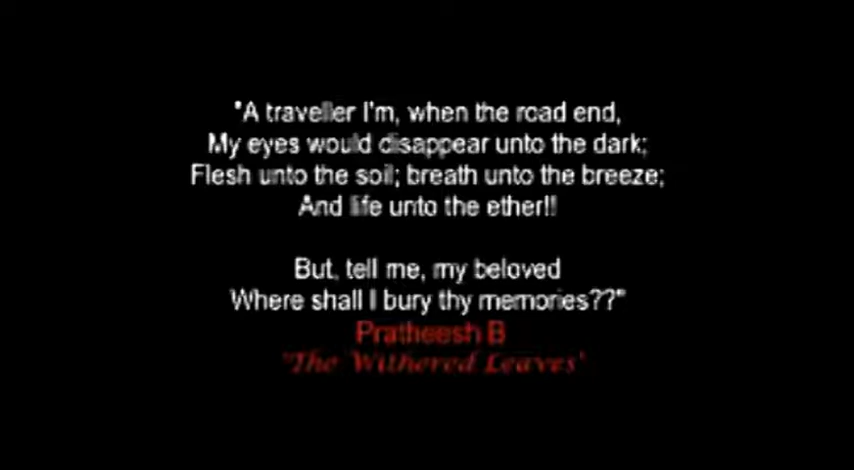 "A traveller I'm, when the road end,
My eyes would disappear unto the dark;
Flesh unto the soil; breath unto the breeze;
And life unto the ether!!
But, tell me, my beloved
Where shall I bury thy memories??"
Pratheesh B
'The Withered Leaves'